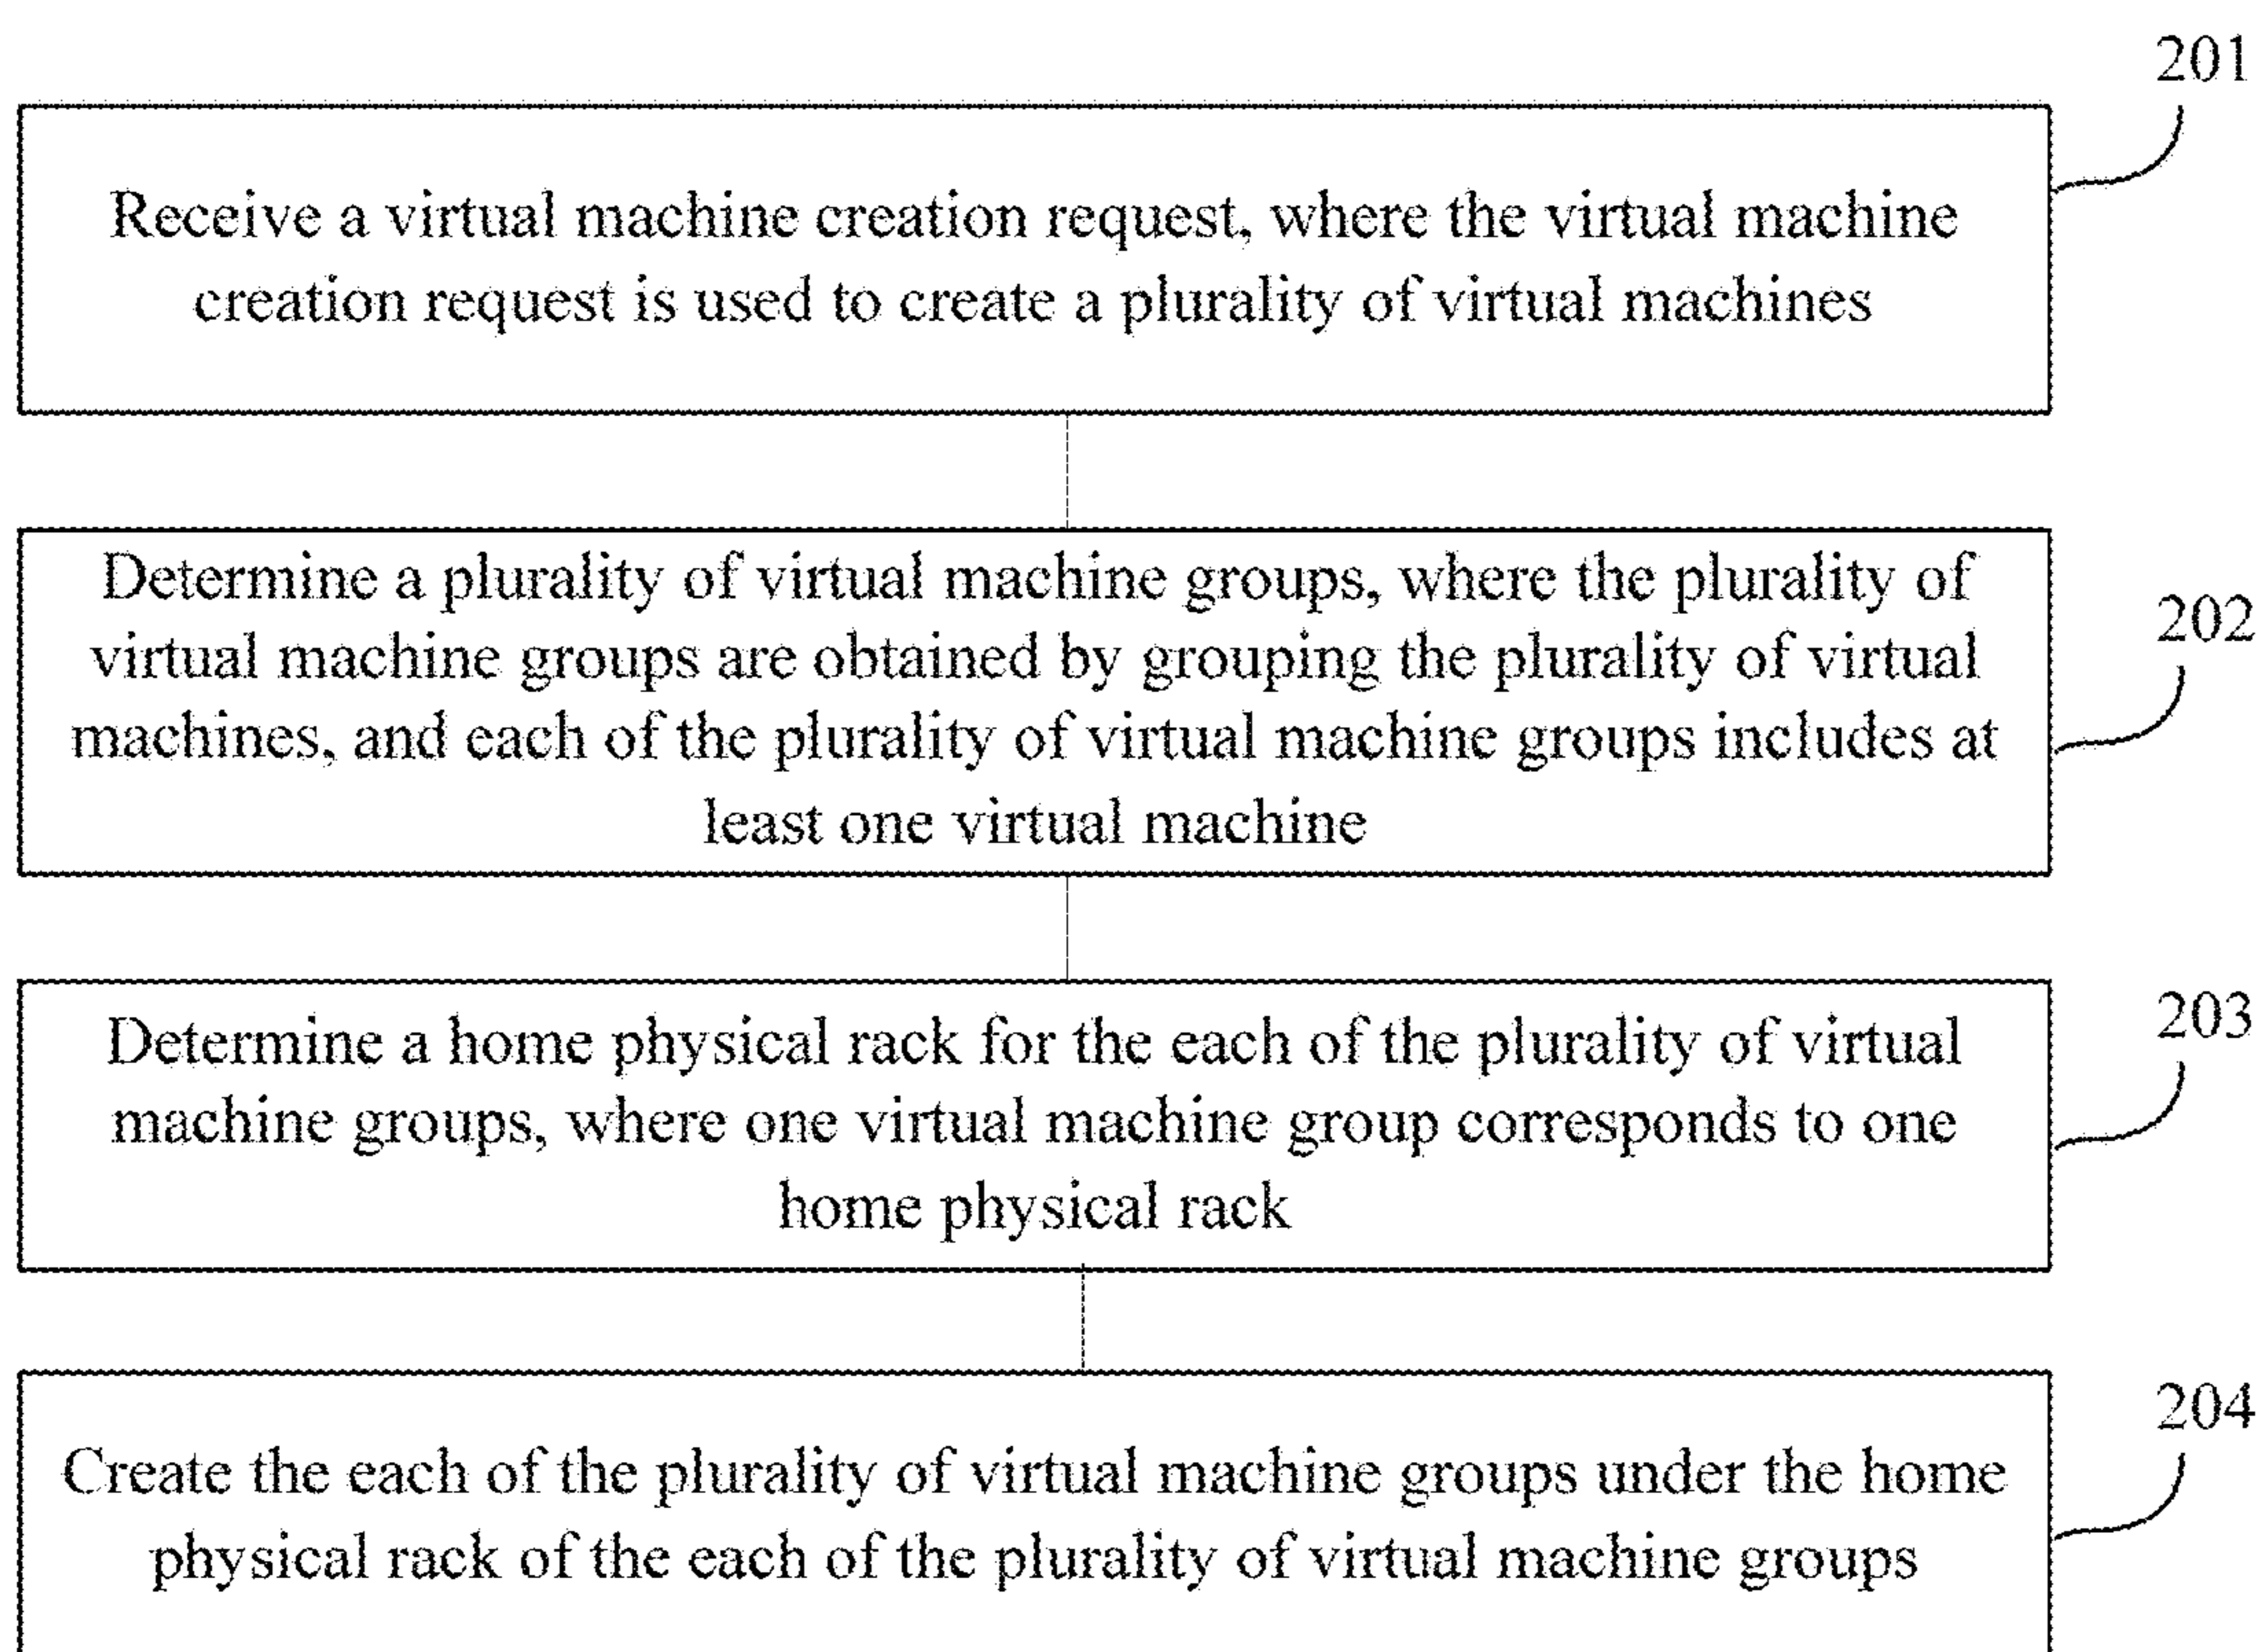 201
Receive a virtual machine creation request, where the virtual machine
creation request is used to create a plurality of virtual machines
Determine a plurality of virtual machine groups, where the plurality of
virtual machine groups are obtained by grouping the plurality of virtual
machines, and each of the plurality of virtual machine groups includes at
least one virtual machine
202
Determine a home physical rack for the each of the plurality of virtual
machine groups, where one virtual machine group corresponds to one
home physical rack
203
Create the each of the plurality of virtual machine groups under the home
physical rack of the each of the plurality of virtual machine groups
204